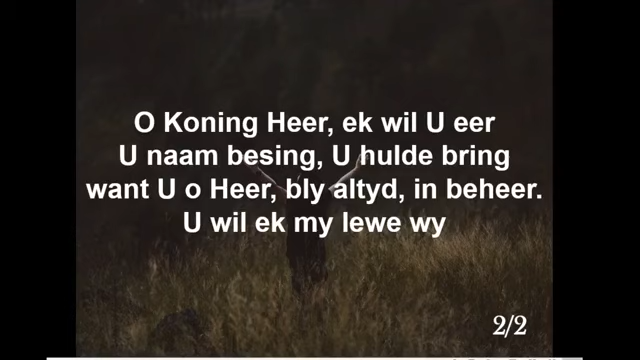 O Koning Heer, ek wil U eer
U naam besing, U hulde bring
want U o Heer, bly altyd, in beheer.
U wil ek my lewe wy
2/2